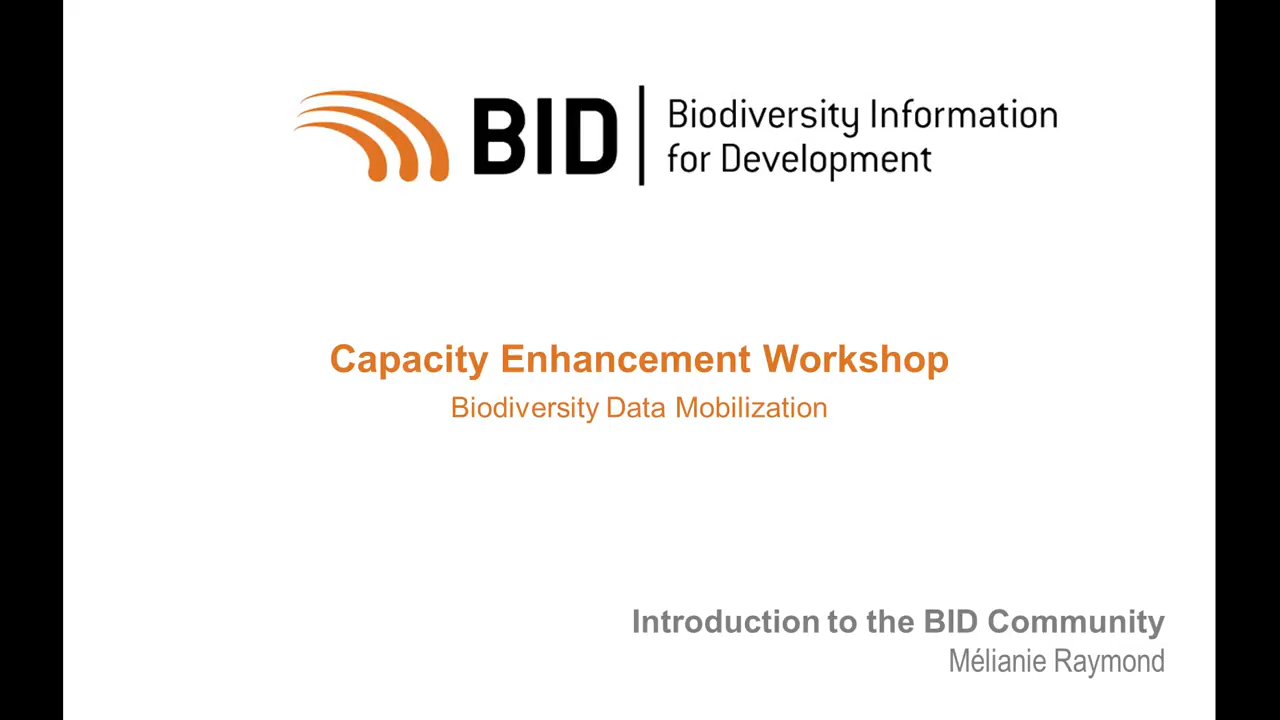 BID
Biodiversity Information
for Development
Capacity Enhancement Workshop
Biodiversity Data Mobilization
Introduction to the BID Community
Mélianie Raymond